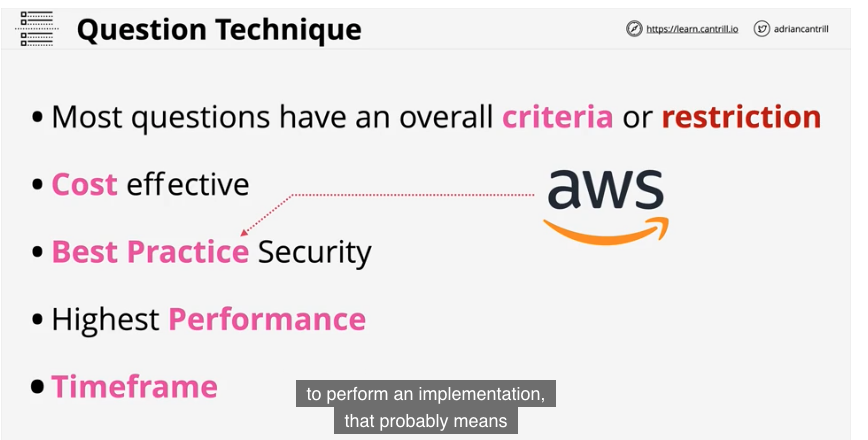 Question Technique
https://learn.cantrill.io
adriancantrill
• Most questions have an overall criteria or restriction
• Cost effective
aws
• Best Practice Security
• Highest Performance
• Timeframe
to perform an implementation,
that probably means